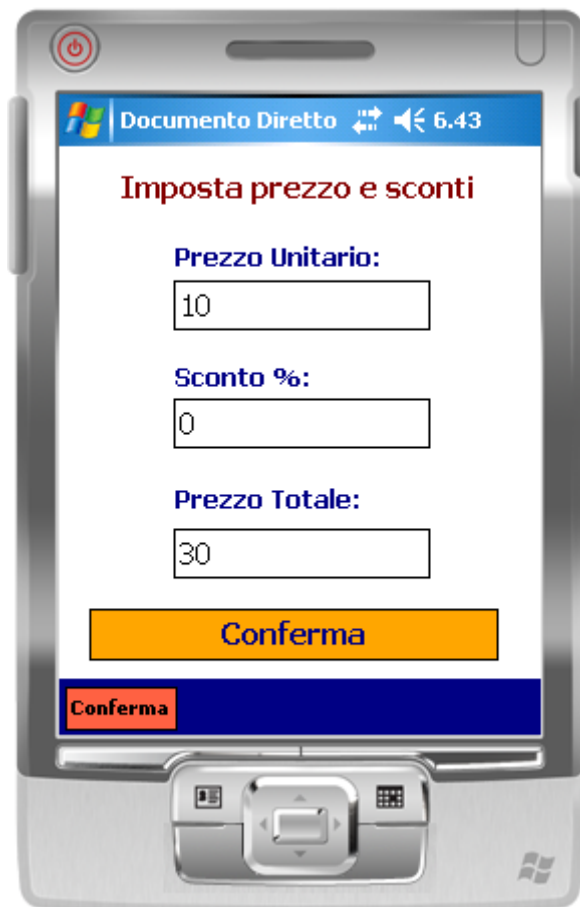 Documento Diretto 6.43
Imposta prezzo e sconti
Prezzo Unitario:
10
Sconto %:
0
Prezzo Totale:
30
Conferma
Conferma